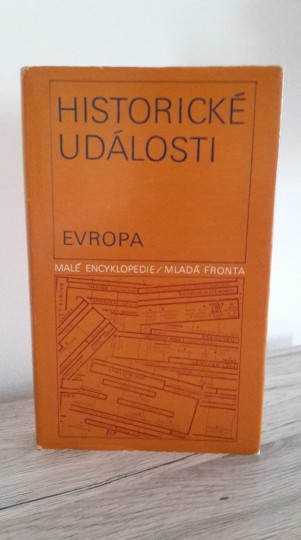 HISTORICKÉ
UDÁLOSTI
EVROPA
MALÉ ENCYKLOPEDIE/MLADÁ FRONTA